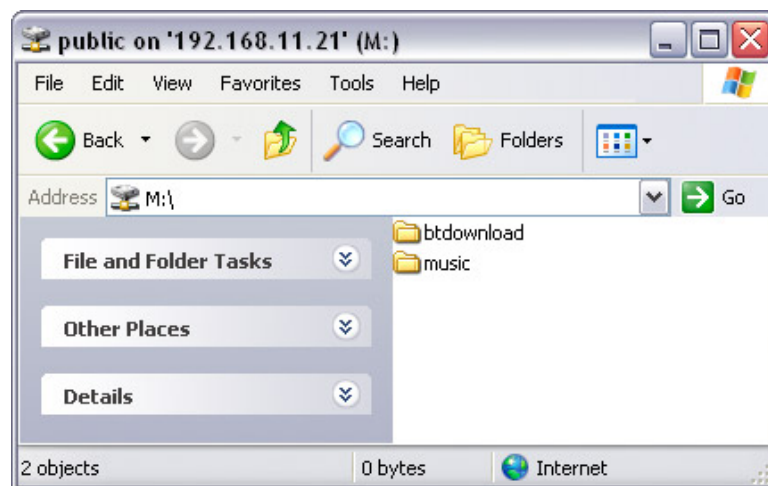 public on '192.168.11.21' (M:)
File Edit View Favorites Tools Help
Back Search Folders
Address M:\ Go
File and Folder Tasks
Other Places
Details
btdownload
music
2 objects 0 bytes Internet